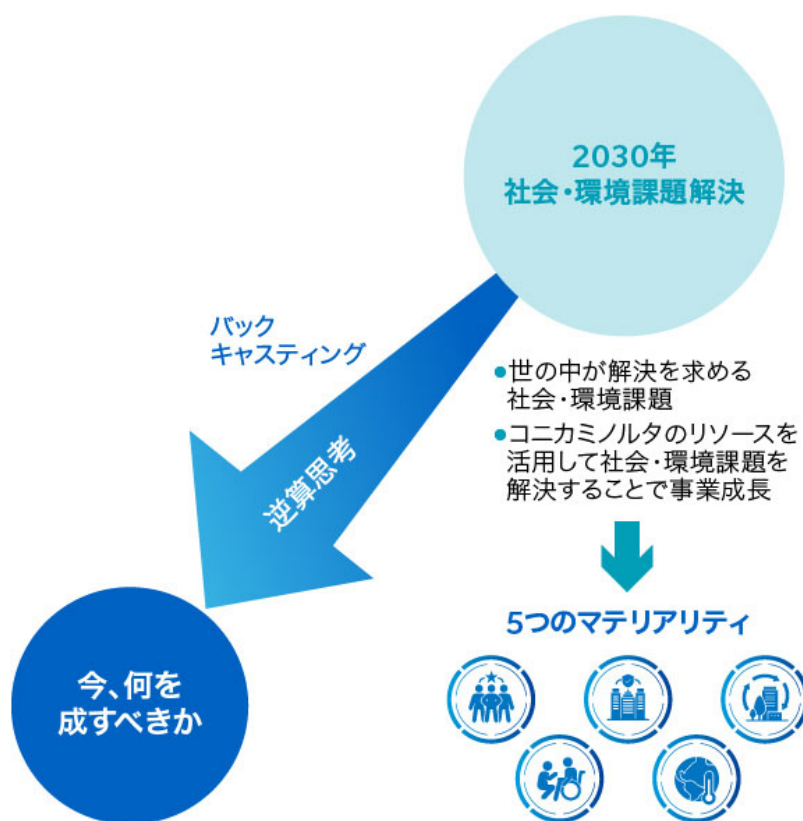 2030年
社会・環境課題解決
バック
キャスティング
逆算思考
●世の中が解決を求める
社会・環境課題
●コニカミノルタのリソースを
活用して社会・環境課題を
解決することで事業成長
5つのマテリアリティ
今、何を
成すべきか